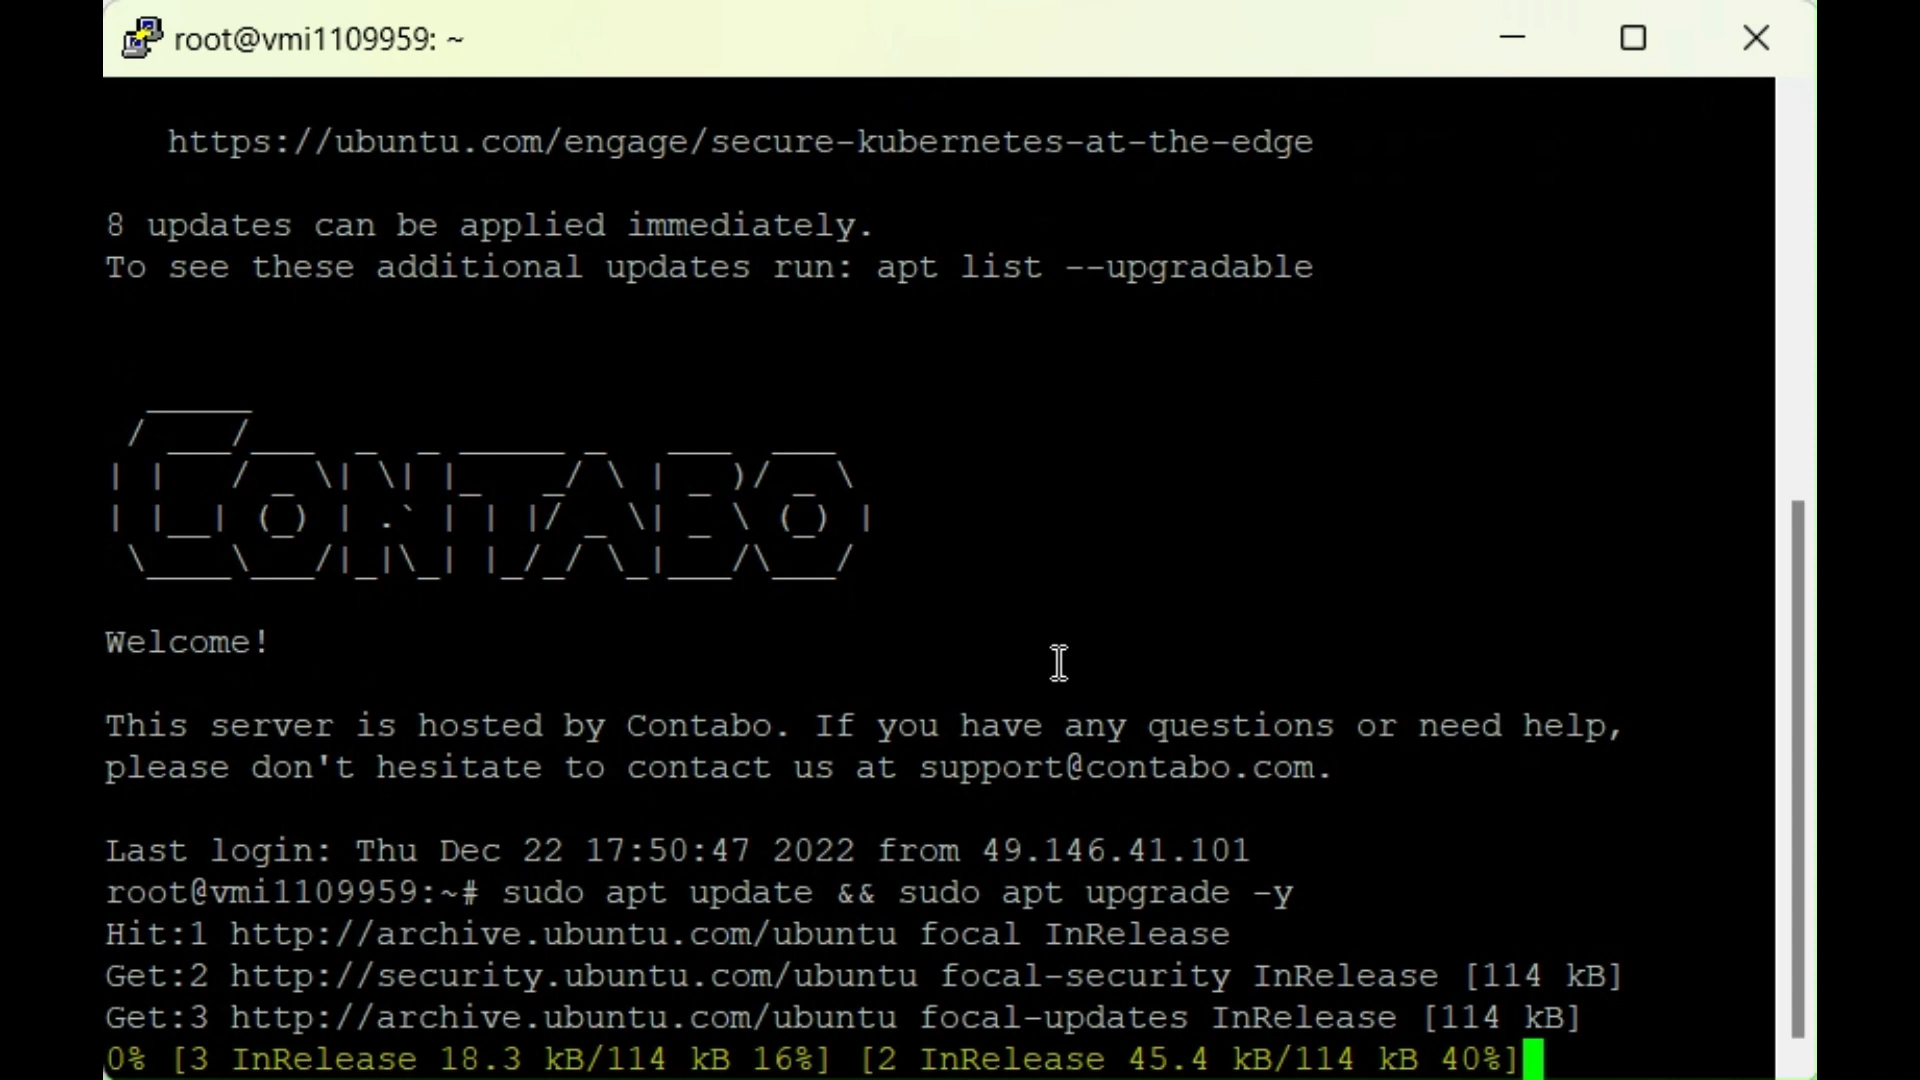 root@vmi1109959: ~
https://ubuntu.com/engage/secure-kubernetes-at-the-edge
8 updates can be applied immediately.
To see these additional updates run: apt list --upgradable
CONTABO
Welcome!
This server is hosted by Contabo. If you have any questions or need help,
please don't hesitate to contact us at support@contabo.com.
Last login: Thu Dec 22 17:50:47 2022 from 49.146.41.101
root@vmi1109959:~# sudo apt update && sudo apt upgrade -y
Hit:1 http://archive.ubuntu.com/ubuntu focal InRelease
Get:2 http://security.ubuntu.com/ubuntu focal-security InRelease [114 kB]
Get:3 http://archive.ubuntu.com/ubuntu focal-updates InRelease [114 kB]
0% [3 InRelease 18.3 kB/114 kB 16%] [2 InRelease 45.4 kB/114 kB 40%]